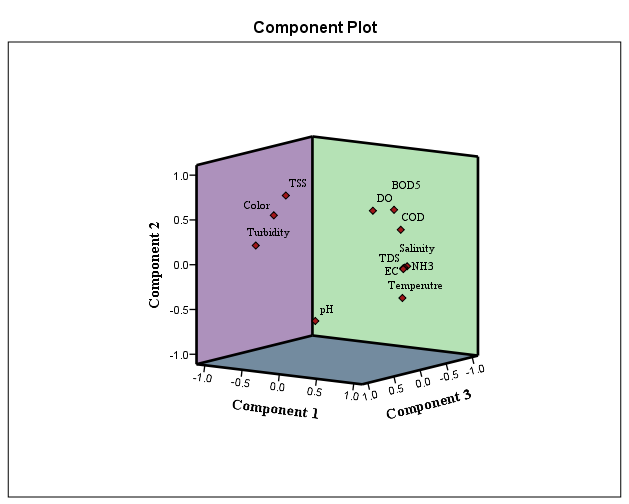 Component Plot
Component 2
1.0
0.5
0.0
-0.5
-1.0
TSS
Color
Turbidity
BOD5
DO
COD
Salinity
TDS
NH3
EC
Temperutre
pH
-1.0
-0.5
0.0
0.5
1.0
Component 1
1.0
0.5
0.0
-0.5
-1.0
Component 3